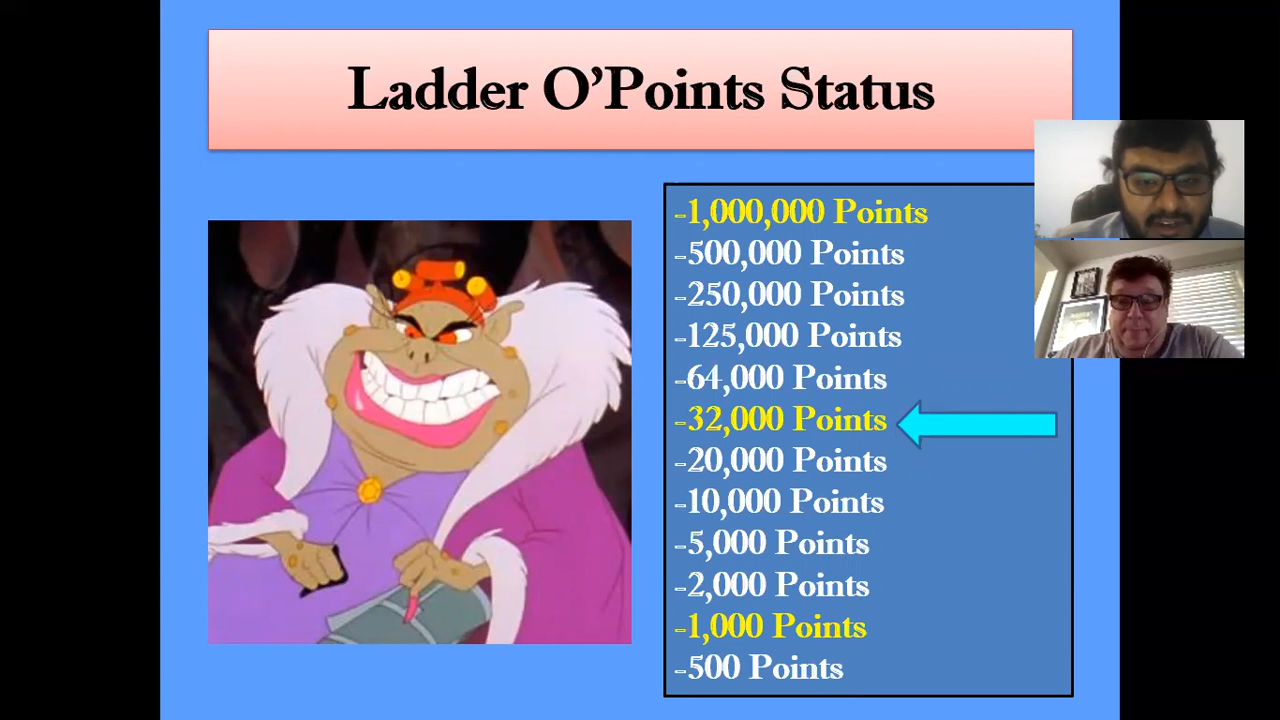 Ladder O'Points Status
-1,000,000 Points
-500,000 Points
-250,000 Points
-125,000 Points
-64,000 Points
-32,000 Points
-20,000 Points
-10,000 Points
-5,000 Points
-2,000 Points
-1,000 Points
-500 Points